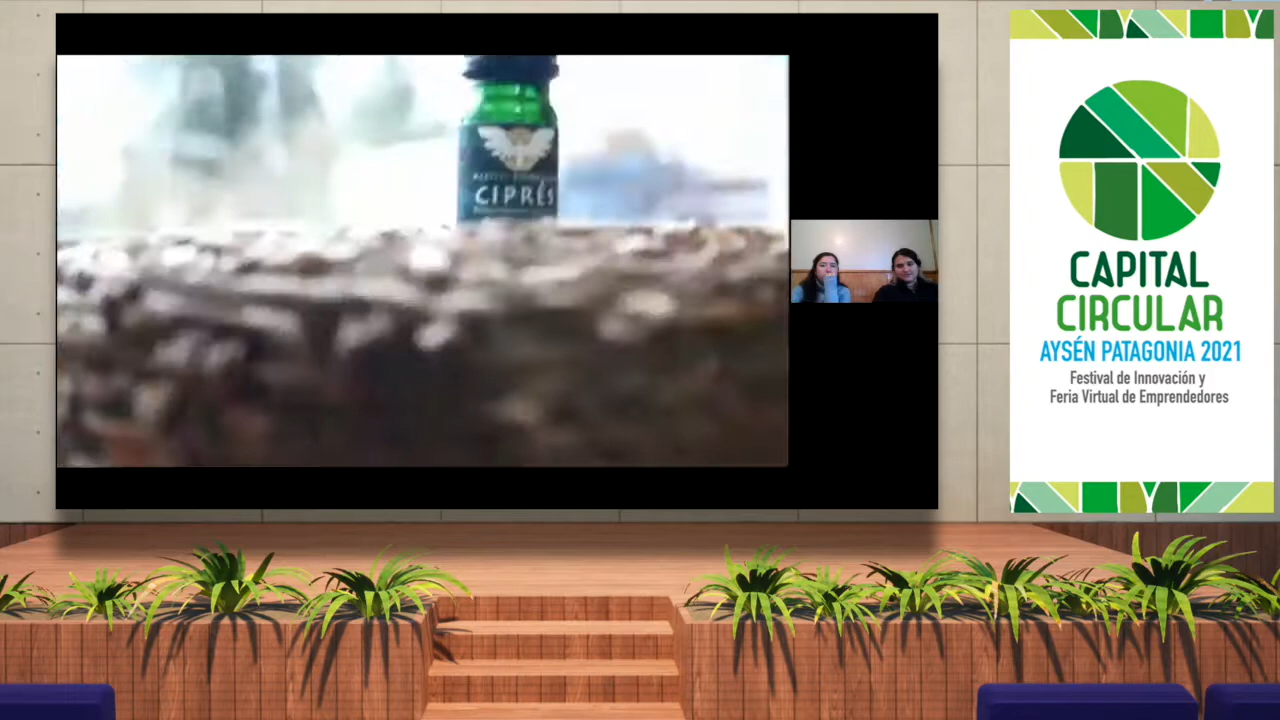 CIPRÉS
CAPITAL
CIRCULAR
AYSÉN PATAGONIA 2021
Festival de Innovación y
Feria Virtual de Emprendedores